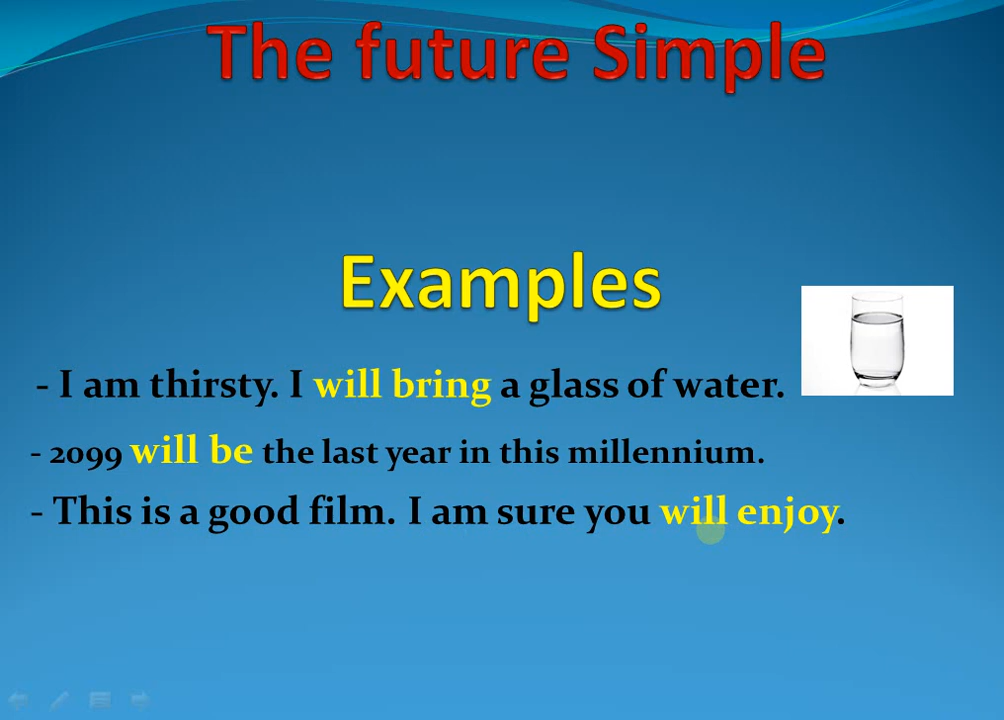 The future Simple
Examples
- I am thirsty. I will bring a glass of water.
- 2099 will be the last year in this millennium.
- This is a good film. I am sure you will enjoy.